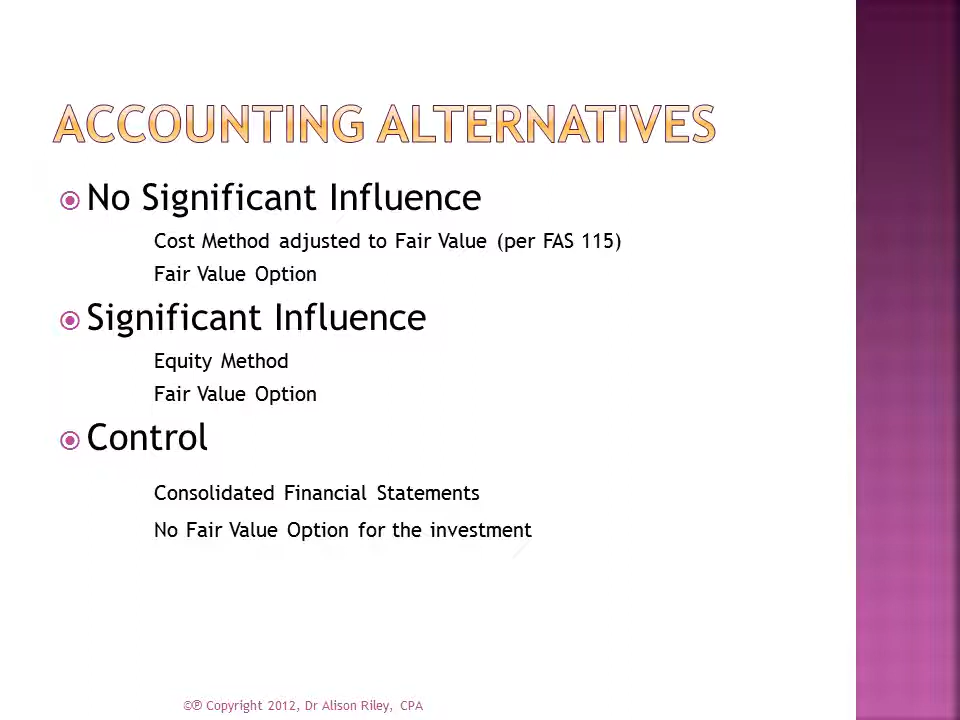 ACCOUNTING ALTERNATIVES
No Significant Influence
Cost Method adjusted to Fair Value (per FAS 115)
Fair Value Option
Significant Influence
Equity Method
Fair Value Option
Control
Consolidated Financial Statements
No Fair Value Option for the investment
©℗ Copyright 2012, Dr Alison Riley, CPA